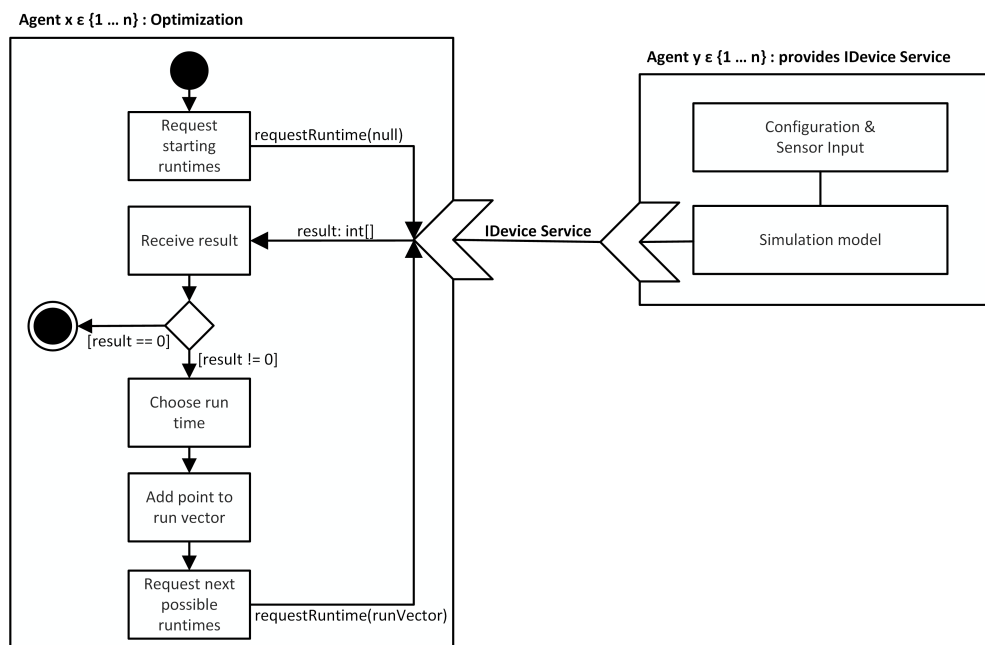 Agent x ε {1 ... n} : Optimization
Agent y ε {1 ... n} : provides IDevice Service
Request
starting
runtimes
requestRuntime(null)
Configuration &
Sensor Input
Receive result
result: int[]
IDevice Service
Simulation model
[result == 0]
[result != 0]
Choose run
time
Add point to
run vector
Request next
possible
runtimes
requestRuntime(runVector)